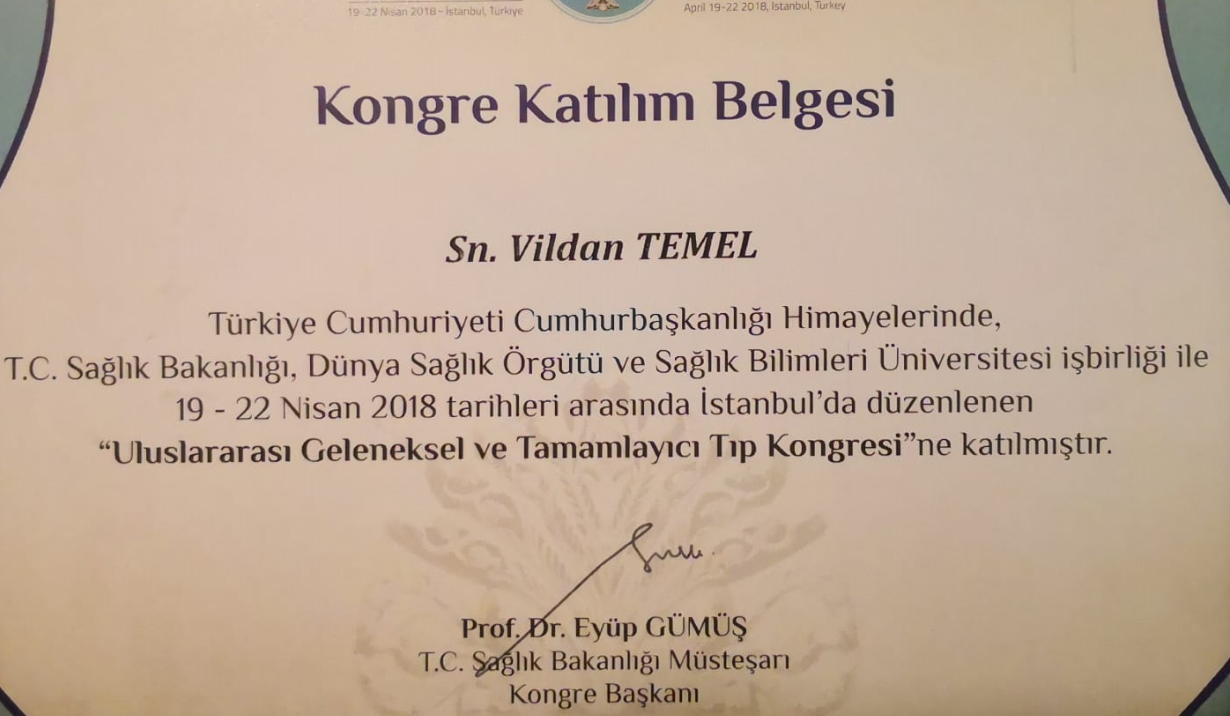 19-22 Nisan 2018 - İstanbul, Türkiye
April 19-22 2018, Istanbul, Turkey
Kongre Katılım Belgesi
Sn. Vildan TEMEL
Türkiye Cumhuriyeti Cumhurbaşkanlığı Himayelerinde,
T.C. Sağlık Bakanlığı, Dünya Sağlık Örgütü ve Sağlık Bilimleri Üniversitesi işbirliği ile
19 - 22 Nisan 2018 tarihleri arasında İstanbul'da düzenlenen
“Uluslararası Geleneksel ve Tamamlayıcı Tıp Kongresi”ne katılmıştır.
Prof. Dr. Eyüp GÜMÜŞ
T.C. Sağlık Bakanlığı Müsteşarı
Kongre Başkanı